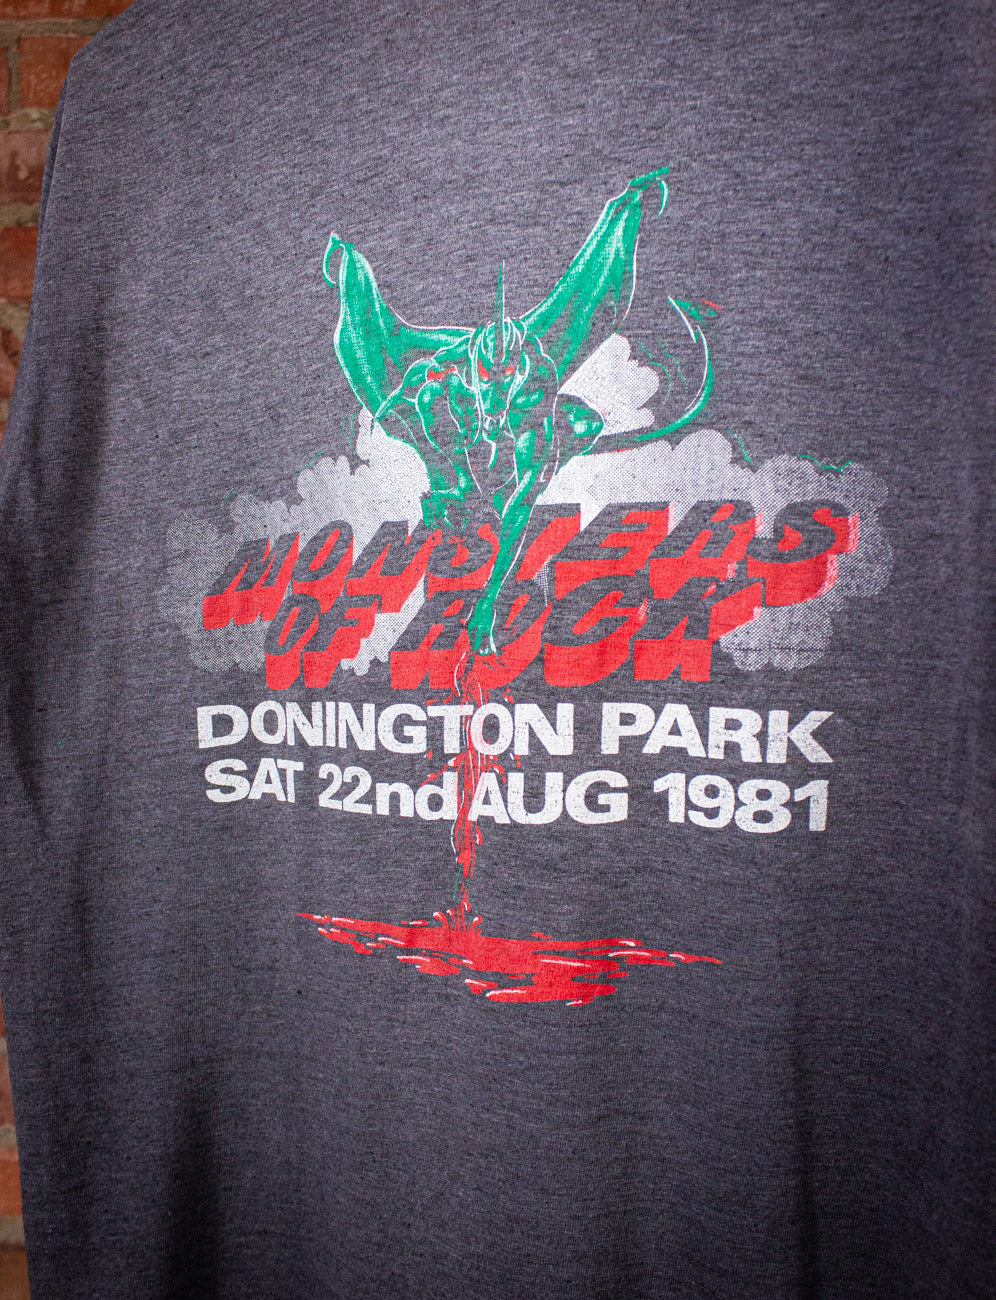 MONSTERS
OF ROCK
DONINGTON PARK
SAT 22nd AUG 1981